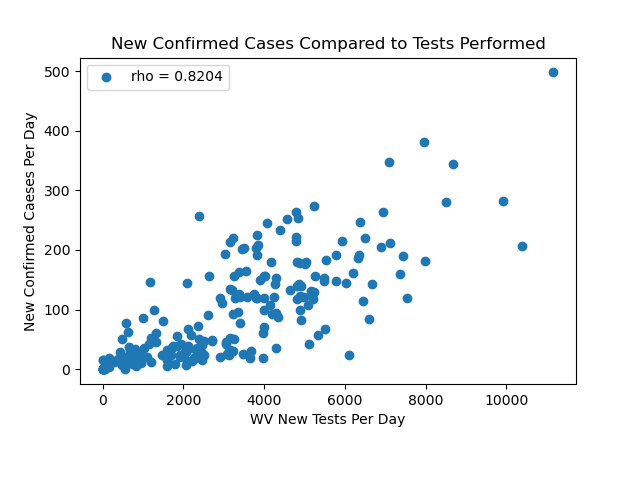 New Confirmed Cases Compared to Tests Performed
rho = 0.8204
New Confirmed Caeses Per Day
500
400
300
200
100
0
0 2000 4000 6000 8000 10000
WV New Tests Per Day